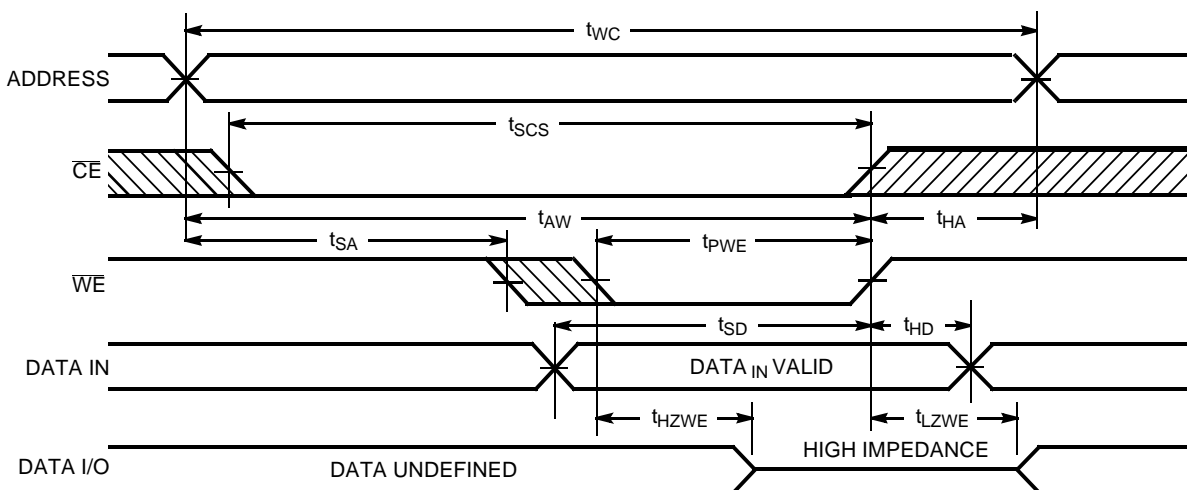 tWC
ADDRESS
tSCS
CE
tAW
tHA
tSA
tPWE
WE
tSD
tHD
DATA IN
DATA IN VALID
tHZWE
tLZWE
HIGH IMPEDANCE
DATA I/O
DATA UNDEFINED